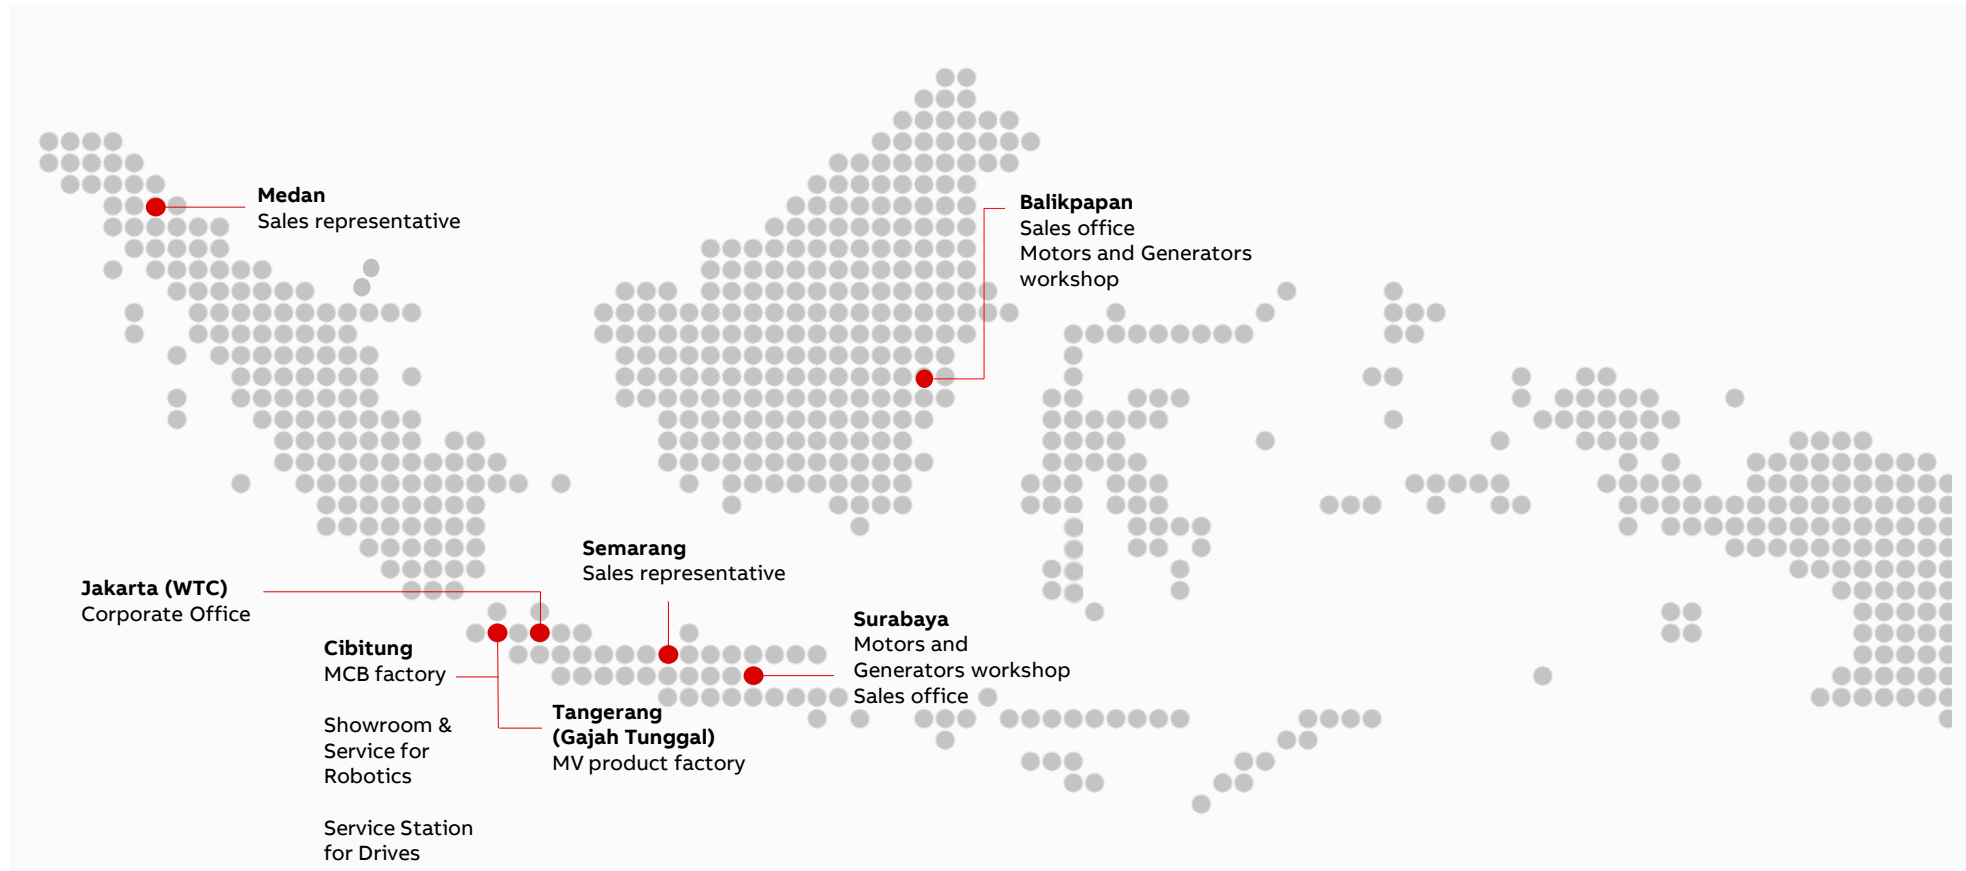 Medan
Sales representative
Balikpapan
Sales office
Motors and Generators
workshop
Semarang
Sales representative
Jakarta (WTC)
Corporate Office
Surabaya
Motors and
Generators workshop
Sales office
Cibitung
MCB factory
Showroom &
Service for
Robotics
Service Station
for Drives
Tangerang
(Gajah Tunggal)
MV product factory